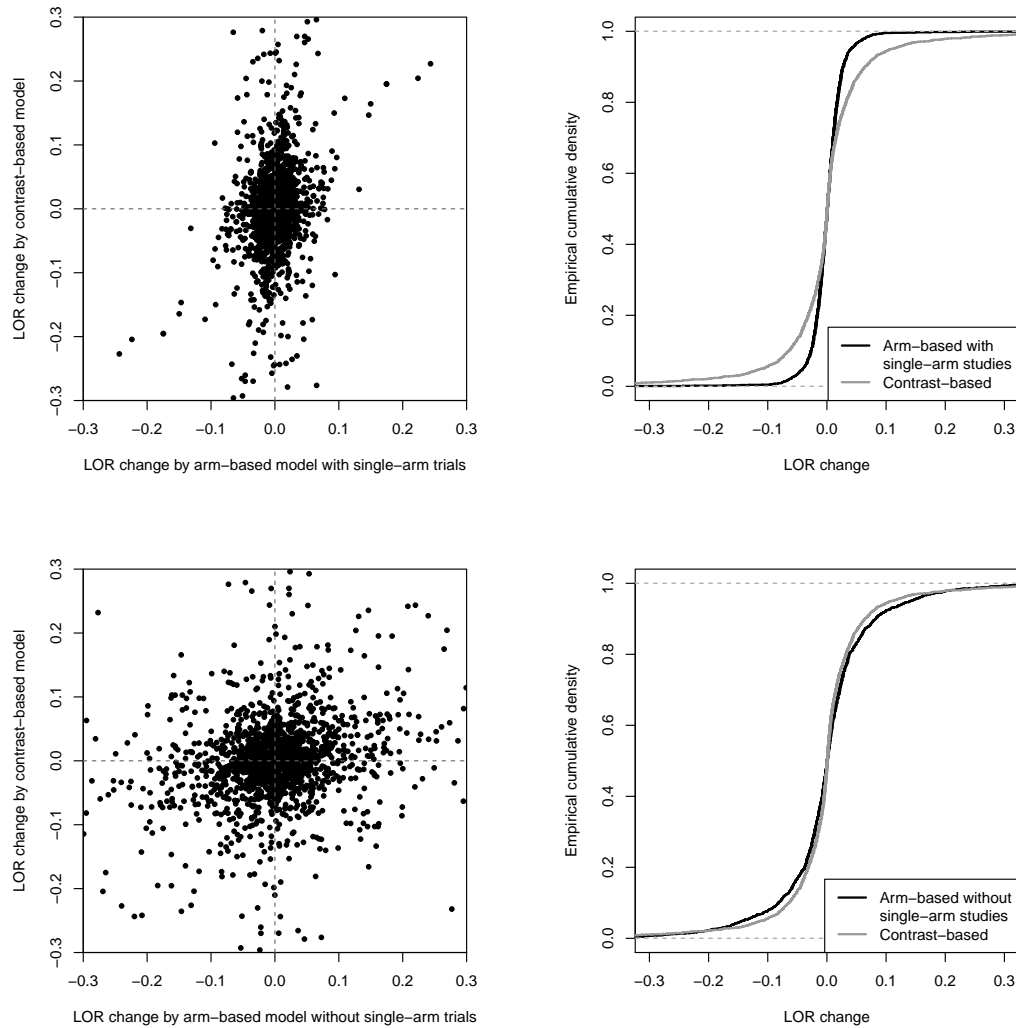 0.3
0.2
0.1
0.0
−0.1
−0.2
−0.3
LOR change by contrast−based model
−0.3 −0.2 −0.1 0.0 0.1 0.2 0.3
LOR change by arm−based model with single−arm trials
1.0
0.8
0.6
0.4
0.2
0.0
Empirical cumulative density
Arm−based with
single−arm studies
Contrast−based
−0.3 −0.2 −0.1 0.0 0.1 0.2 0.3
LOR change
0.3
0.2
0.1
0.0
−0.1
−0.2
−0.3
LOR change by contrast−based model
−0.3 −0.2 −0.1 0.0 0.1 0.2 0.3
LOR change by arm−based model without single−arm trials
1.0
0.8
0.6
0.4
0.2
0.0
Empirical cumulative density
Arm−based without
single−arm studies
Contrast−based
−0.3 −0.2 −0.1 0.0 0.1 0.2 0.3
LOR change